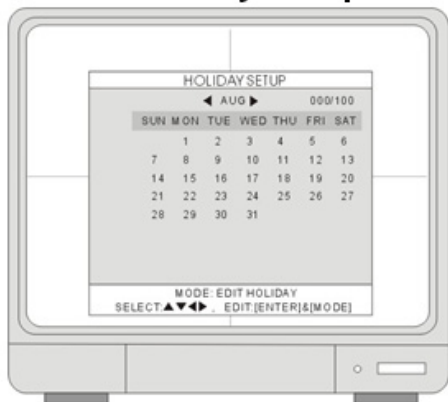 HOLIDAY SETUP
◀ AUG ▶ 000/100
SUN MON TUE WED THU FRI SAT
1 2 3 4 5 6
7 8 9 10 11 12 13
14 15 16 17 18 19 20
21 22 23 24 25 26 27
28 29 30 31
MODE: EDIT HOLIDAY
SELECT:▲▼◀▶ , EDIT:[ENTER]&[MODE]